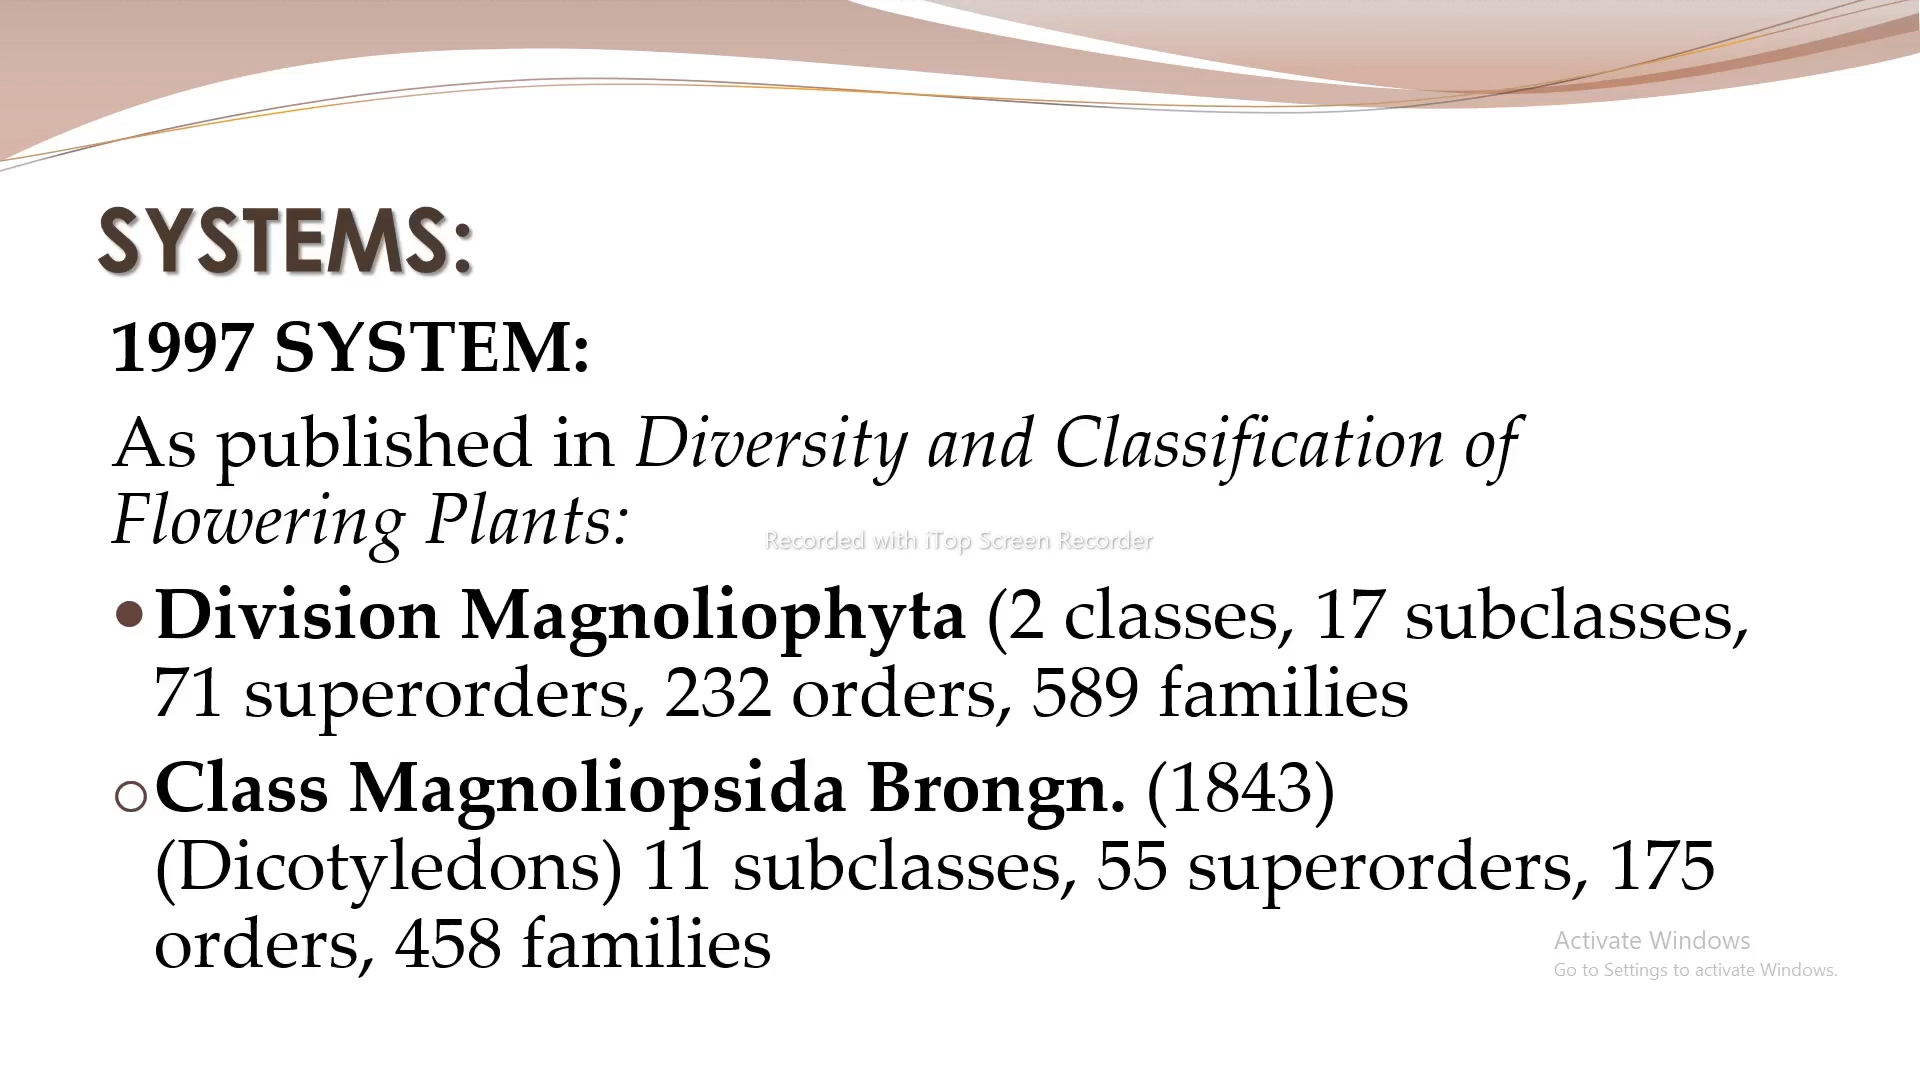 SYSTEMS:
1997 SYSTEM:
As published in Diversity and Classification of
Flowering Plants:
Recorded with iTop Screen Recorder
•Division Magnoliophyta (2 classes, 17 subclasses,
71 superorders, 232 orders, 589 families
oClass Magnoliopsida Brongn. (1843)
(Dicotyledons) 11 subclasses, 55 superorders, 175
orders, 458 families
Activate Windows
Go to Settings to activate Windows.